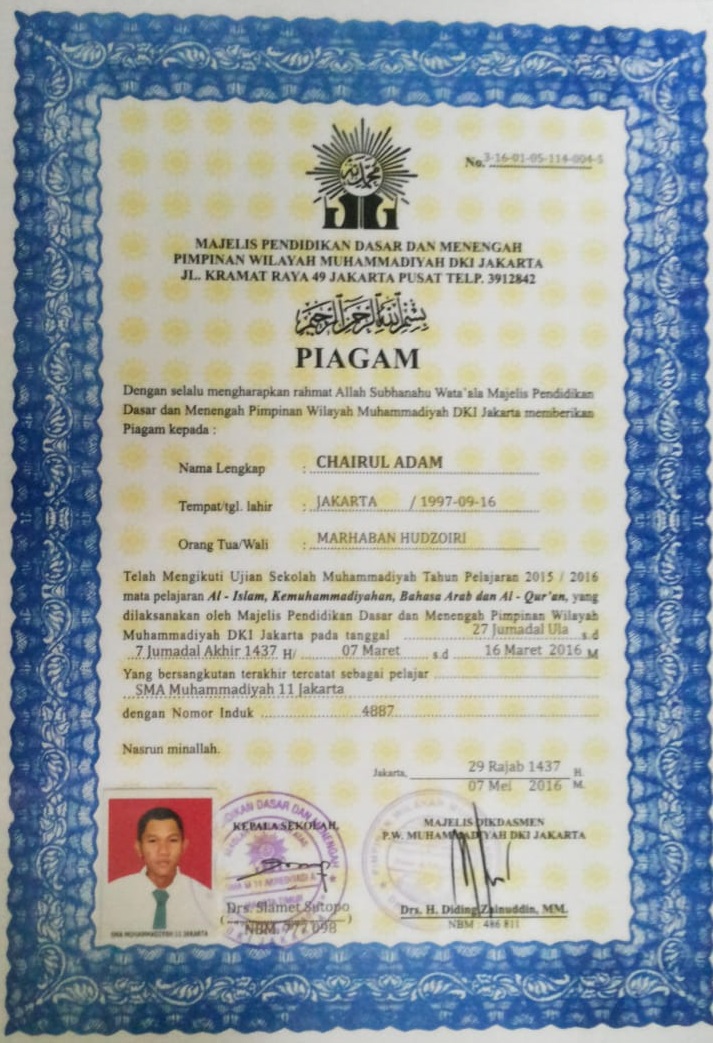 No. 3-16-01-05-114-004-5
محمدية
MAJELIS PENDIDIKAN DASAR DAN MENENGAH
PIMPINAN WILAYAH MUHAMMADIYAH DKI JAKARTA
JL. KRAMAT RAYA 49 JAKARTA PUSAT TELP. 3912842
بسم الله الرحمن الرحيم
PIAGAM
Dengan selalu mengharapkan rahmat Allah Subhanahu Wata'ala Majelis Pendidikan
Dasar dan Menengah Pimpinan Wilayah Muhammadiyah DKI Jakarta memberikan
Piagam kepada :
Nama Lengkap : CHAIRUL ADAM
Tempat/tgl. lahir : JAKARTA / 1997-09-16
Orang Tua/Wali : MARHABAN HUDZOIRI
Telah Mengikuti Ujian Sekolah Muhammadiyah Tahun Pelajaran 2015 / 2016
mata pelajaran Al - Islam, Kemuhammadiyahan, Bahasa Arab dan Al - Qur'an, yang
dilaksanakan oleh Majelis Pendidikan Dasar dan Menengah Pimpinan Wilayah
Muhammadiyah DKI Jakarta pada tanggal 27 Jumadal Ula s.d
7 Jumadal Akhir 1437 H/ 07 Maret s.d 16 Maret 2016 M
Yang bersangkutan terakhir tercatat sebagai pelajar
SMA Muhammadiyah 11 Jakarta
dengan Nomor Induk 4887
Nasrun minallah.
Jakarta, 29 Rajab 1437 H.
07 Mei 2016 M.
KEPALA SEKOLAH,
MAJELIS DIKDASMEN
P.W. MUHAMMADIYAH DKI JAKARTA
Drs. Slamet Sutopo
NBM. 777 098
Drs. H. Diding Zainuddin, MM.
NBM : 486 811
SMA MUHAMMADIYAH 11 JAKARTA